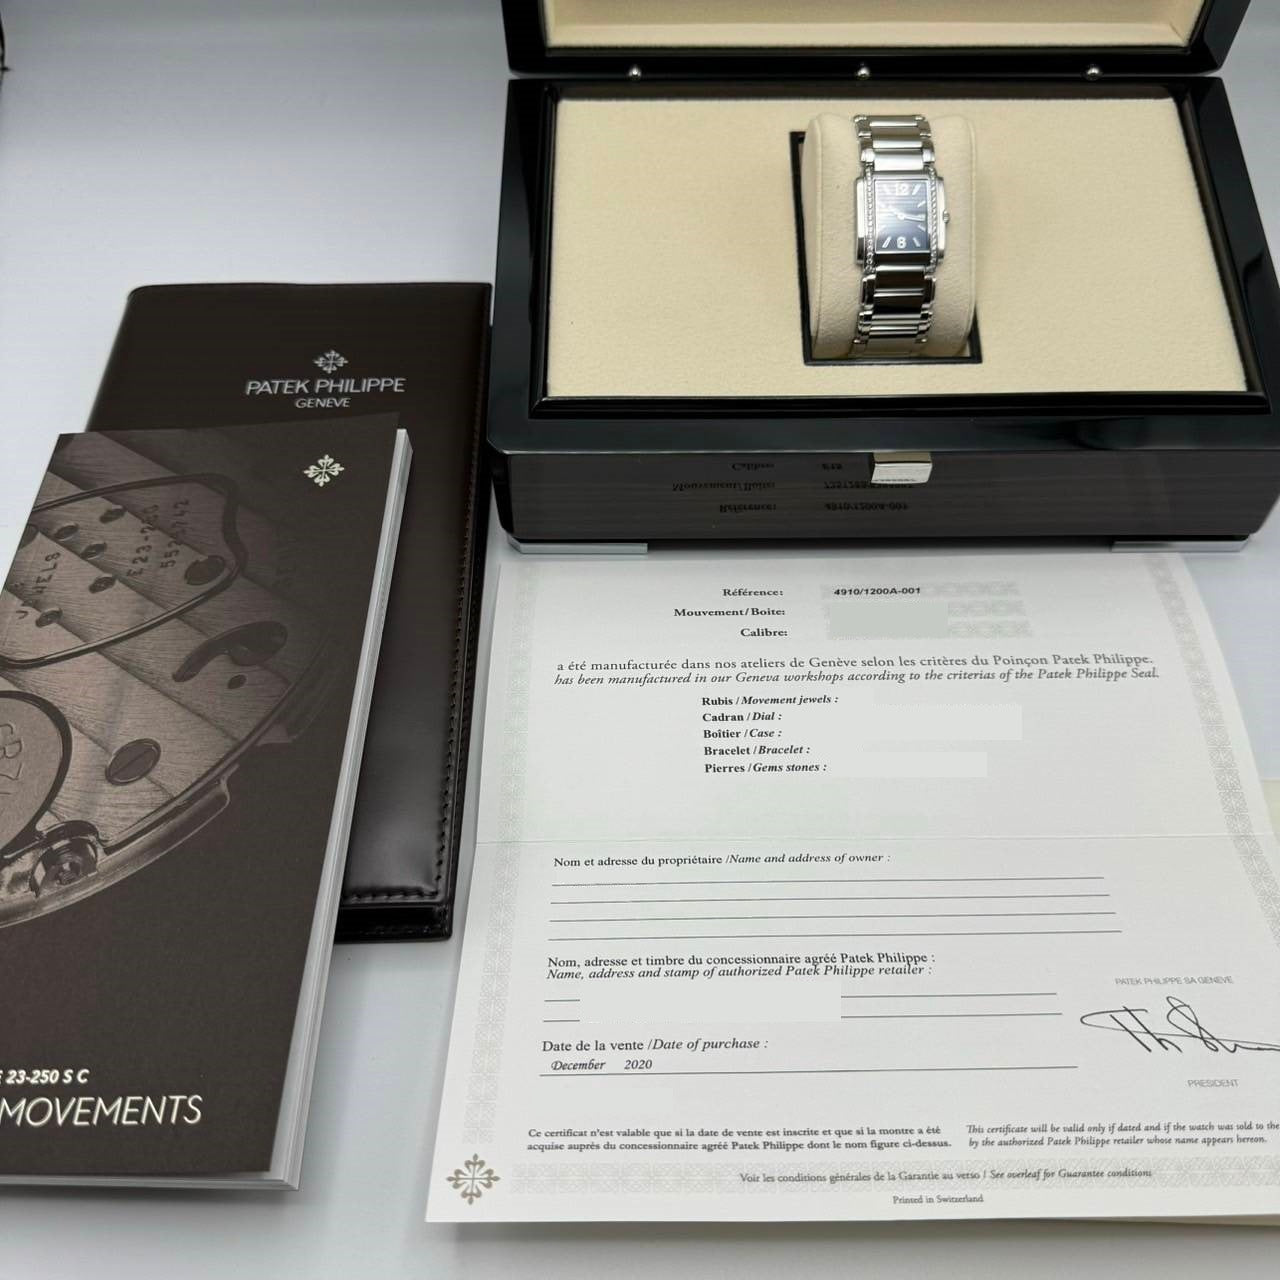 PATEK PHILIPPE
GENEVE
JEWELS
E23-250
5524742
E 23-250 S C
MOVEMENTS
12
6
Référence: 4910/1200A-001
Mouvement/Boite:
Calibre:
a été manufacturée dans nos ateliers de Genève selon les critères du Poinçon Patek Philippe.
has been manufactured in our Geneva workshops according to the criterias of the Patek Philippe Seal.
Rubis / Movement jewels :
Cadran / Dial :
Boîtier / Case :
Bracelet / Bracelet :
Pierres / Gems stones :
Nom et adresse du propriétaire /Name and address of owner :
Nom, adresse et timbre du concessionnaire agréé Patek Philippe :
Name, address and stamp of authorized Patek Philippe retailer :
PATEK PHILIPPE SA GENEVE
Date de la vente /Date of purchase :
December 2020
PRESIDENT
Ce certificat n'est valable que si la date de vente est inscrite et que si la montre a été
acquise auprès du concessionnaire agréé Patek Philippe dont le nom figure ci-dessus.
This certificate will be valid only if dated and if the watch was sold to the
by the authorized Patek Philippe retailer whose name appears hereon.
Voir les conditions générales de la Garantie au verso / See overleaf for Guarantee conditions
Printed in Switzerland